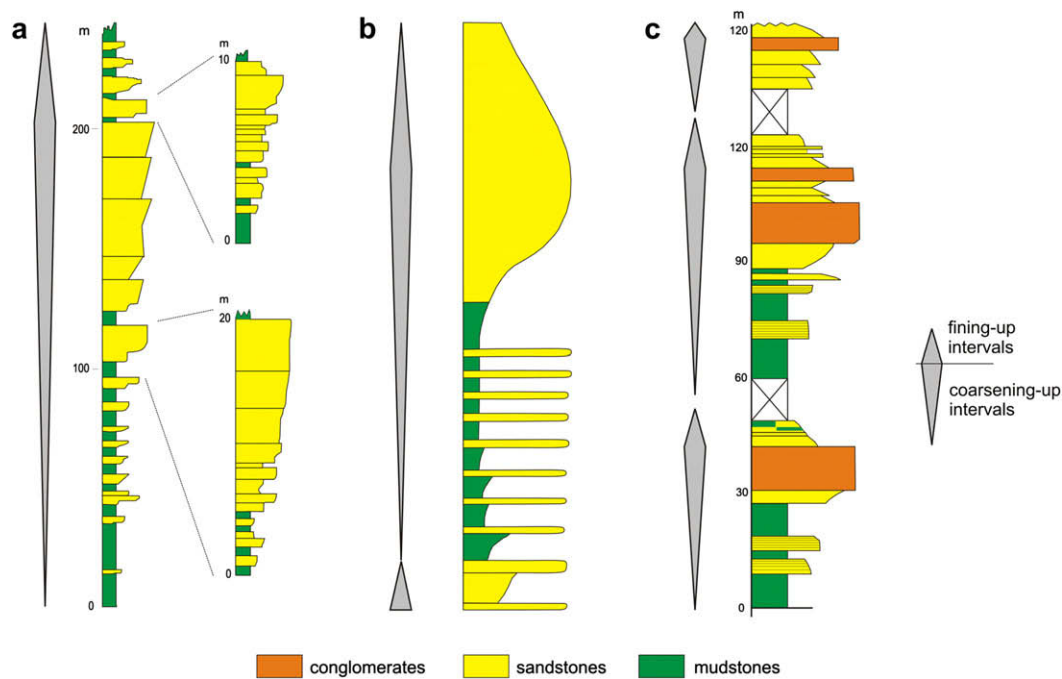 a
m
200
100
0
m
10
0
m
20
0
b
c
m
120
120
90
60
30
0
fining-up
intervals
coarsening-up
intervals
conglomerates
sandstones
mudstones